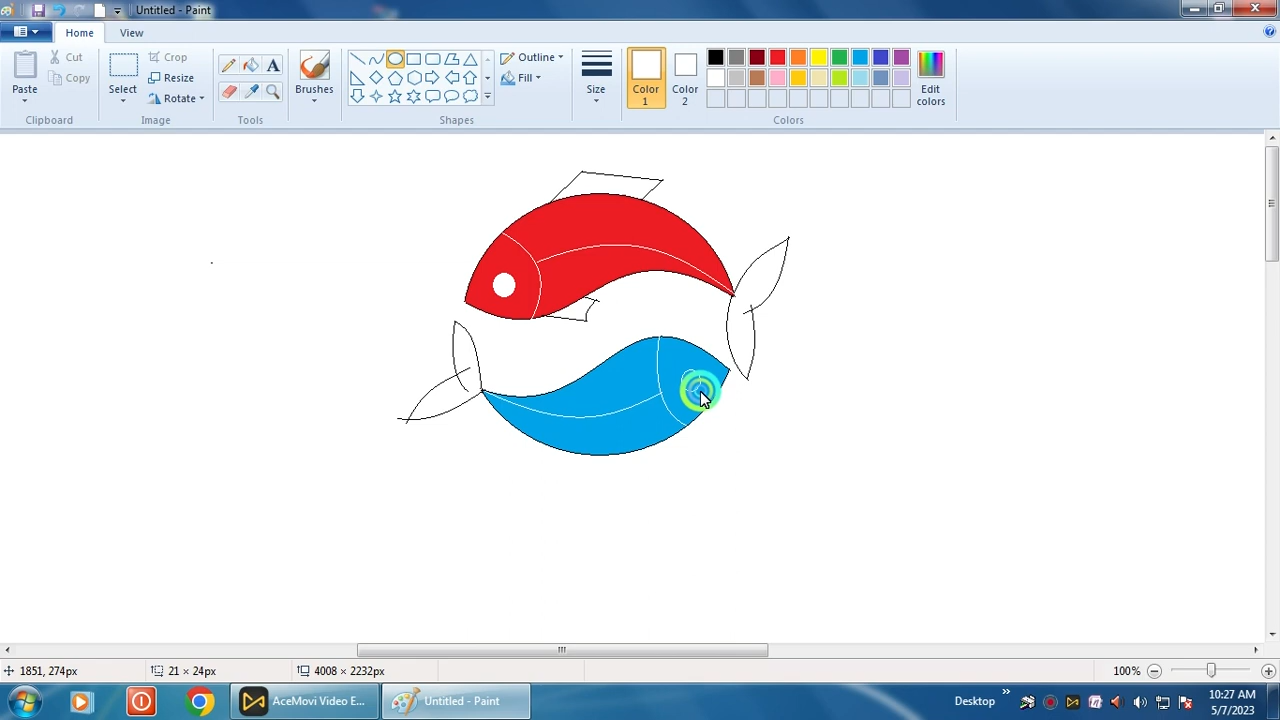 Untitled - Paint
Home View
Paste
Cut
Copy
Clipboard
Select
Crop
Resize
Rotate
Image
A
Tools
Brushes
Shapes
Outline
Fill
Size
Color 1
Color 2
Edit colors
Colors
1851, 274px 21 × 24px 4008 × 2232px 100%
AceMovi Video E...
Untitled - Paint
Desktop
10:27 AM
5/7/2023